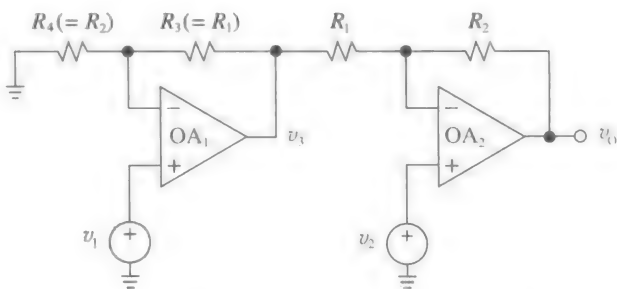 R₄(= R₂) R₃(= R₁) R₁ R₂
− −
OA₁ v₃ OA₂ v₀
+ +
v₁ + v₂ +